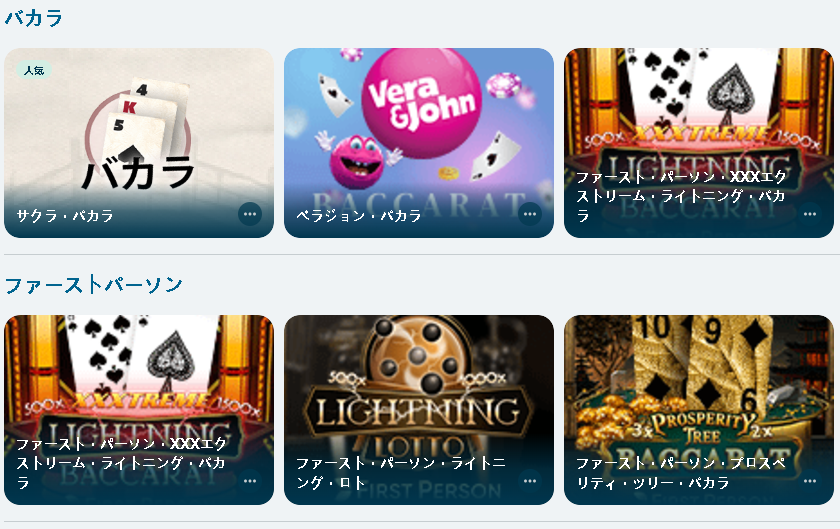 バカラ
人気
4
K
5
バカラ
サクラ・バカラ
Vera
&John
BACCARAT
ベラジョン・バカラ
500x XXXTREME 1500x
LIGHTNING
BACCARAT
ファースト・パーソン・XXXエク
ストリーム・ライトニング・バカ
ラ
ファーストパーソン
500x XXXTREME 1500x
LIGHTNING
BACCARAT
ファースト・パーソン・XXXエク
ストリーム・ライトニング・バカ
ラ
500x 1000x
LIGHTNING
LOTTO
FIRST PERSON
ファースト・パーソン・ライトニ
ング・ロト
10 9
6
3x PROSPERITY 2x
TREE
BACCARAT
FIRST PERSON
ファースト・パーソン・プロスペ
リティ・ツリー・バカラ